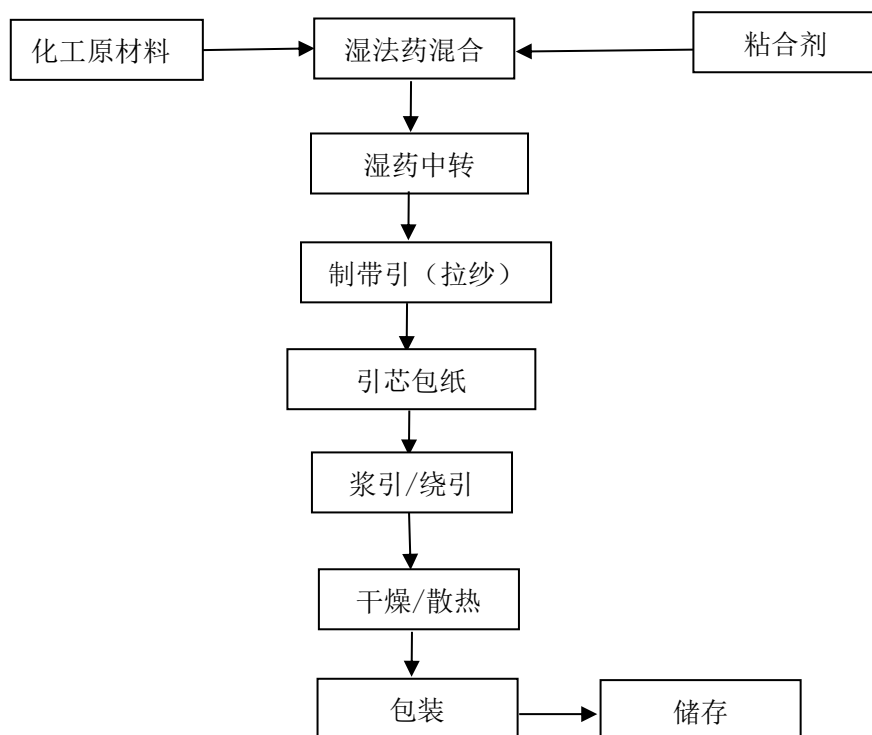 化工原材料
湿法药混合
粘合剂
湿药中转
制带引（拉纱）
引芯包纸
浆引/绕引
干燥/散热
包装
储存